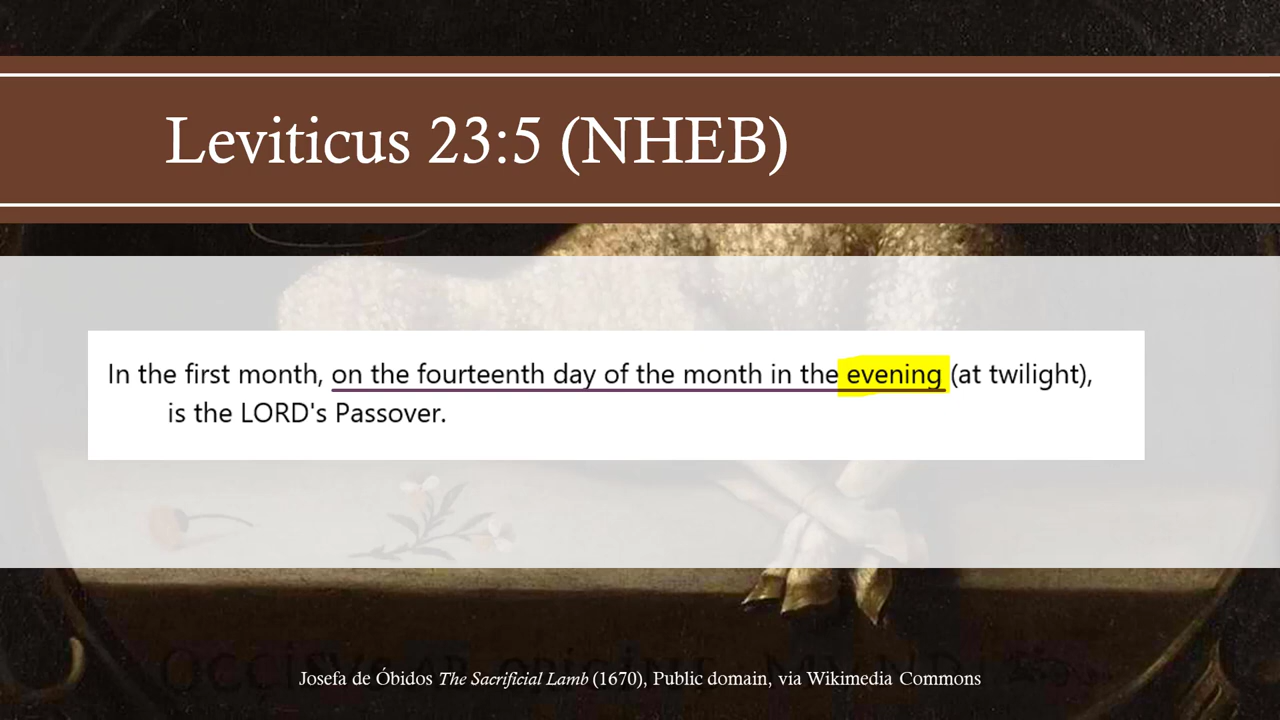 Leviticus 23:5 (NHEB)
In the first month, on the fourteenth day of the month in the evening (at twilight),
is the LORD's Passover.
Josefa de Óbidos The Sacrificial Lamb (1670), Public domain, via Wikimedia Commons